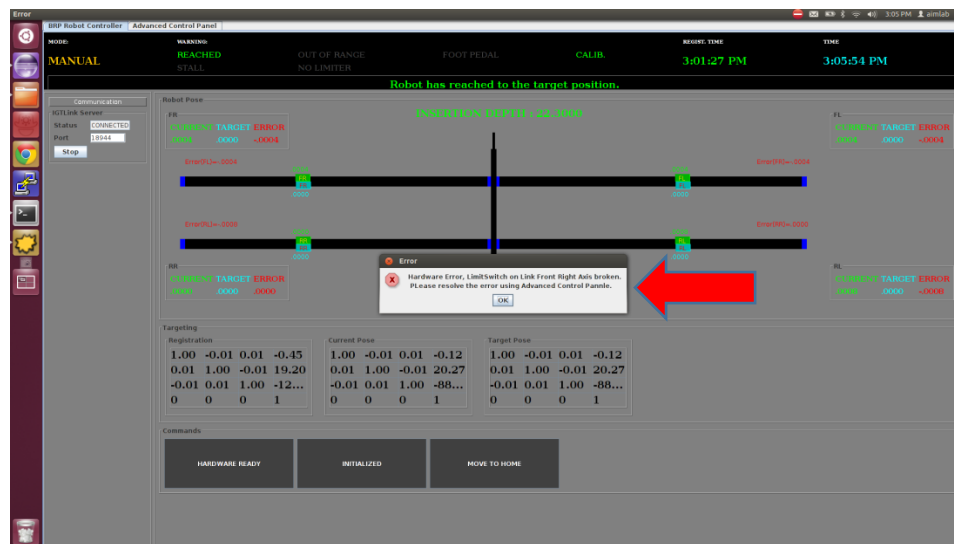 Error
3:05 PM aimlab
BRP Robot Controller Advanced Control Panel
MODE: WARNING: REGIST. TIME TIME
REACHED OUT OF RANGE FOOT PEDAL CALIB.
MANUAL 3:01:27 PM 3:05:54 PM
STALL NO LIMITER
Robot has reached to the target position.
Communication
IGTLink Server
Status CONNECTED
Port 18944
Stop
Robot Pose
INSERTION DEPTH : 22.3000
FR
CURRENT TARGET ERROR
.0004 .0000 -.0004
FL
CURRENT TARGET ERROR
.0000 -.0004
Error(FL)=-.0004
Error(FR)=-.0004
FR
FL
.0000
.0000
RR
RL
.0000
.0000
RR
CURRENT TARGET ERROR
.0000 .0000 .0000
RL
CURRENT TARGET ERROR
.0000 -.0008
Error
Hardware Error, LimitSwitch on Link Front Right Axis broken.
PLease resolve the error using Advanced Control Pannle.
OK
Targeting
Registration
1.00 -0.01 0.01 -0.45
0.01 1.00 -0.01 19.20
-0.01 0.01 1.00 -12...
0 0 0 1
Current Pose
1.00 -0.01 0.01 -0.12
0.01 1.00 -0.01 20.27
-0.01 0.01 1.00 -88...
0 0 0 1
Target Pose
1.00 -0.01 0.01 -0.12
0.01 1.00 -0.01 20.27
-0.01 0.01 1.00 -88...
0 0 0 1
Commands
HARDWARE READY INITIALIZED MOVE TO HOME